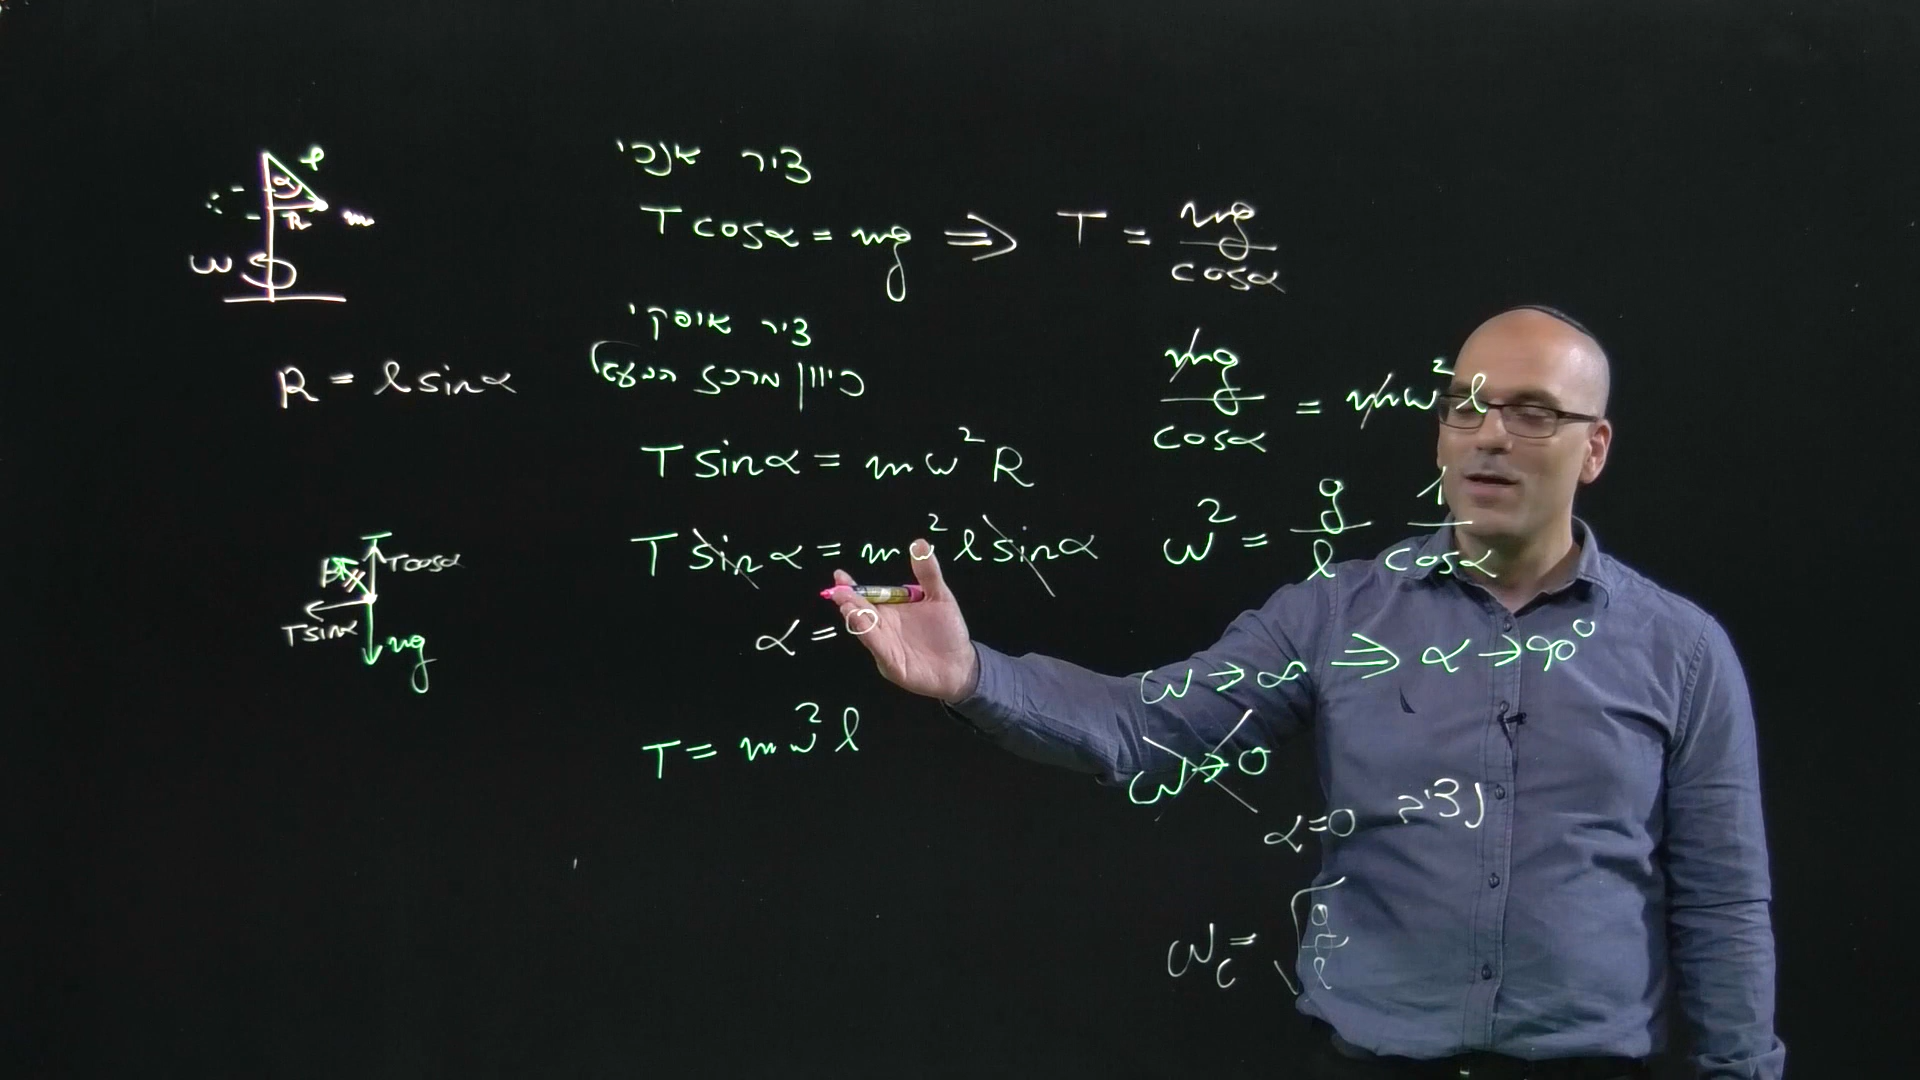 l
α
R
m
ω
R = l sinα
T
T cosα
T sinα
mg
ציר אנכי
T cosα = mg ⇒ T = mg / cosα
ציר אופקי
כיוון מרכז המעגל
T sinα = mω²R
T sinα = mω² l sinα
α = 0
T = mω² l
mg / cosα = mω² l
ω² = g/l 1/cosα
ω → ∞ ⇒ α → 90°
ω → 0
α = 0 יציב
ω_c = √(g/l)